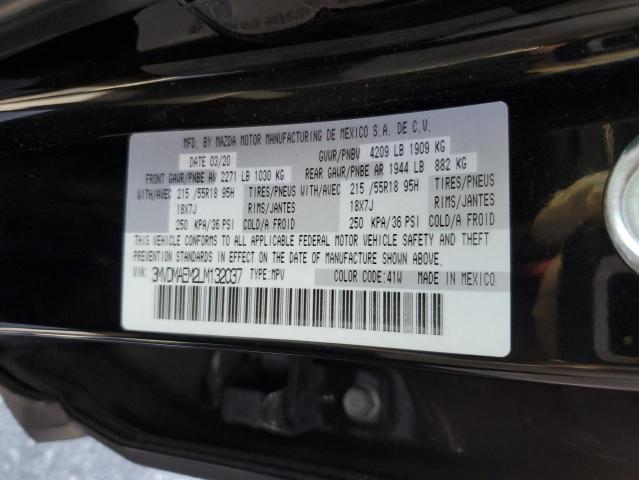 MFD. BY MAZDA MOTOR MANUFACTURING DE MEXICO S.A. DE C.V.
DATE 03/20 GVWR/PNBV 4209 LB 1909 KG
FRONT GAWR/PNBE AV 2271 LB 1030 KG REAR GAWR/PNBE AR 1944 LB 882 KG
WITH/AVEC 215 /55R18 95H TIRES/PNEUS WITH/AVEC 215 /55R18 95H TIRES/PNEUS
18X7J RIMS/JANTES 18X7J RIMS/JANTES
250 KPA/36 PSI COLD/A FROID 250 KPA/36 PSI COLD/A FROID
THIS VEHICLE CONFORMS TO ALL APPLICABLE FEDERAL MOTOR VEHICLE SAFETY AND THEFT
PREVENTION STANDARDS IN EFFECT ON THE DATE OF MANUFACTURE SHOWN ABOVE.
VIN: 3MVDMAEM2LM132037 TYPE:MPV COLOR CODE:41W MADE IN MEXICO